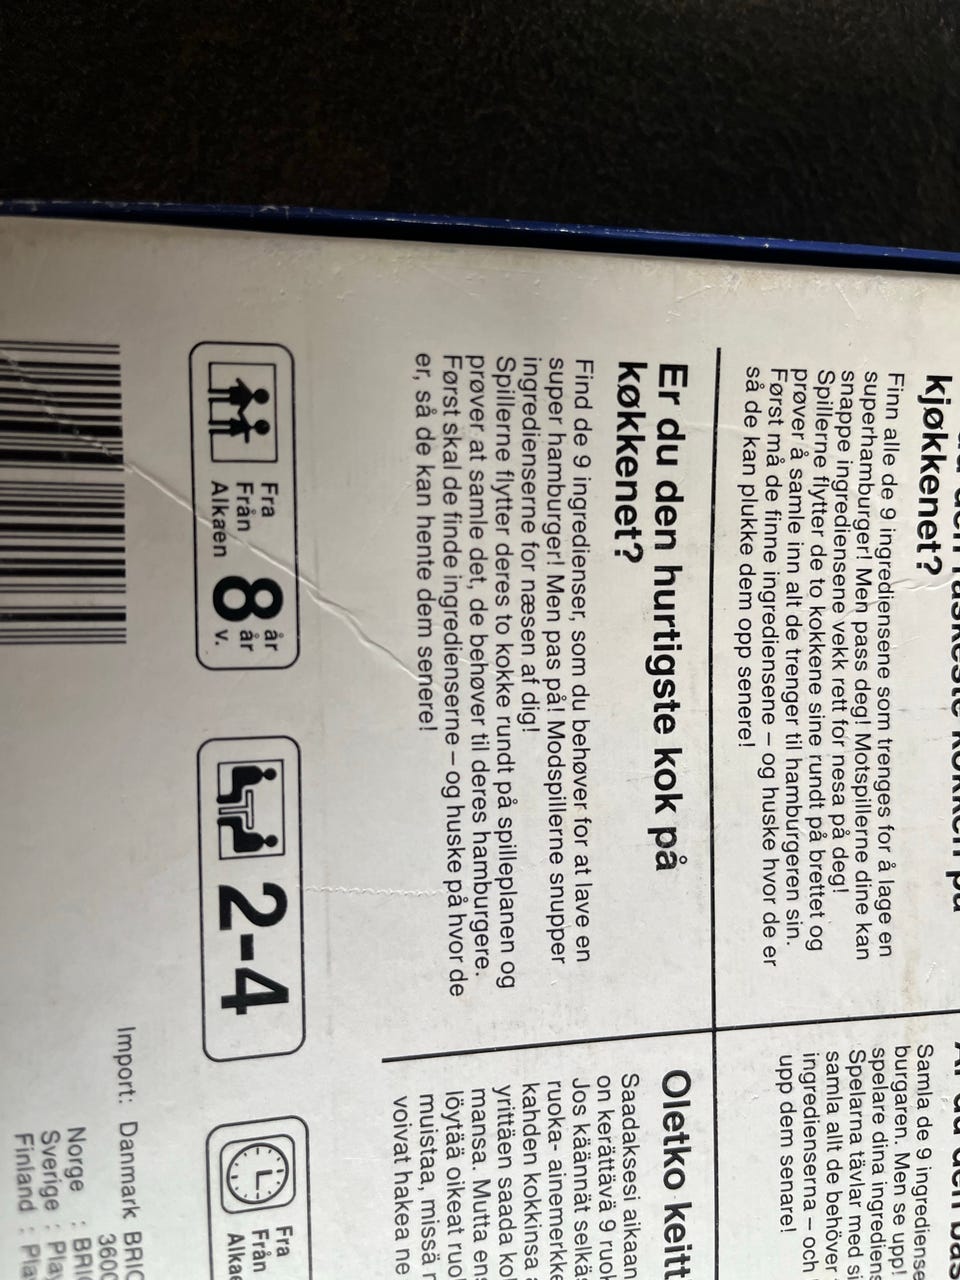 kjøkkenet?
Finn alle de 9 ingrediensene som trenges for å lage en
superhamburger! Men pass deg! Motspillerne dine kan
snappe ingrediensene vekk rett for nesa på deg!
Spillerne flytter de to kokkene sine rundt på brettet og
prøver å samle inn alt de trenger til hamburgeren sin.
Først må de finne ingrediensene – og huske hvor de er
så de kan plukke dem opp senere!
Er du den hurtigste kok på
køkkenet?
Find de 9 ingredienser, som du behøver for at lave en
super hamburger! Men pas på! Modspillerne snupper
ingredienserne for næsen af dig!
Spillerne flytter deres to kokke rundt på spilleplanen og
prøver at samle det, de behøver til deres hamburgere.
Først skal de finde ingredienserne – og huske på hvor de
er, så de kan hente dem senere!
Samla de 9 ingrediense
burgaren. Men se upp!
spelare dina ingrediens
Spelarna tävlar med si
samla allt de behöver
ingredienserna – och
upp dem senare!
Oletko keitt
Saadaksesi aikaan
on kerättävä 9 ruok
Jos käännät selkäs
ruoka- ainemerkke
kahden kokkinsa
yrittäen saada ko
mansa. Mutta ens
löytää oikeat ruo
muistaa, missä
voivat hakea ne
Fra
Från
Alkaen
8
år
år
v.
2-4
Fra
Från
Alkae
Import: Danmark BRIC
3600
Norge : BRIC
Sverige : Play
Finland : Play